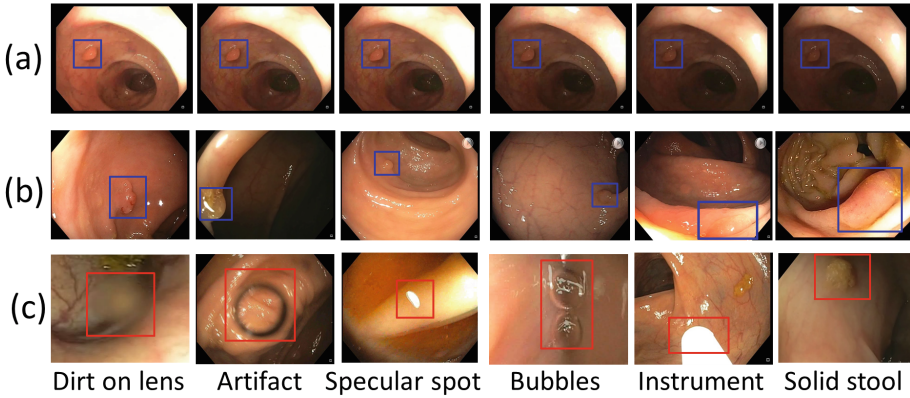 (a)
(b)
(c)
Dirt on lens Artifact Specular spot Bubbles Instrument Solid stool